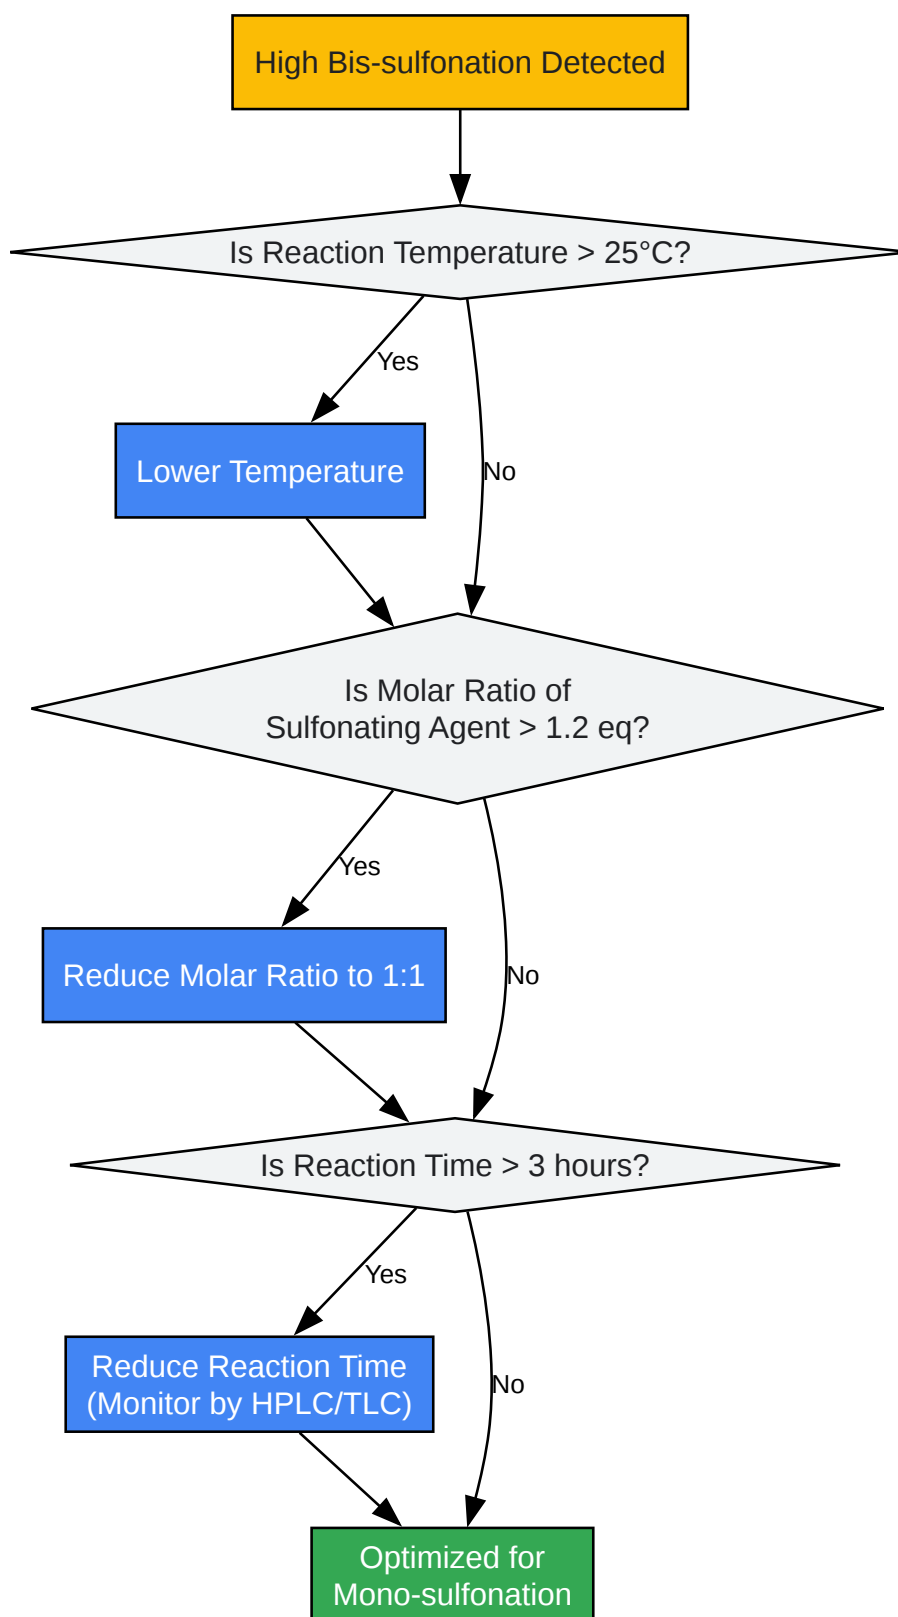 High Bis-sulfonation Detected
Is Reaction Temperature > 25°C?
Yes
Lower Temperature
No
Is Molar Ratio of
Sulfonating Agent > 1.2 eq?
Yes
Reduce Molar Ratio to 1:1
No
Is Reaction Time > 3 hours?
Yes
Reduce Reaction Time
(Monitor by HPLC/TLC)
No
Optimized for
Mono-sulfonation